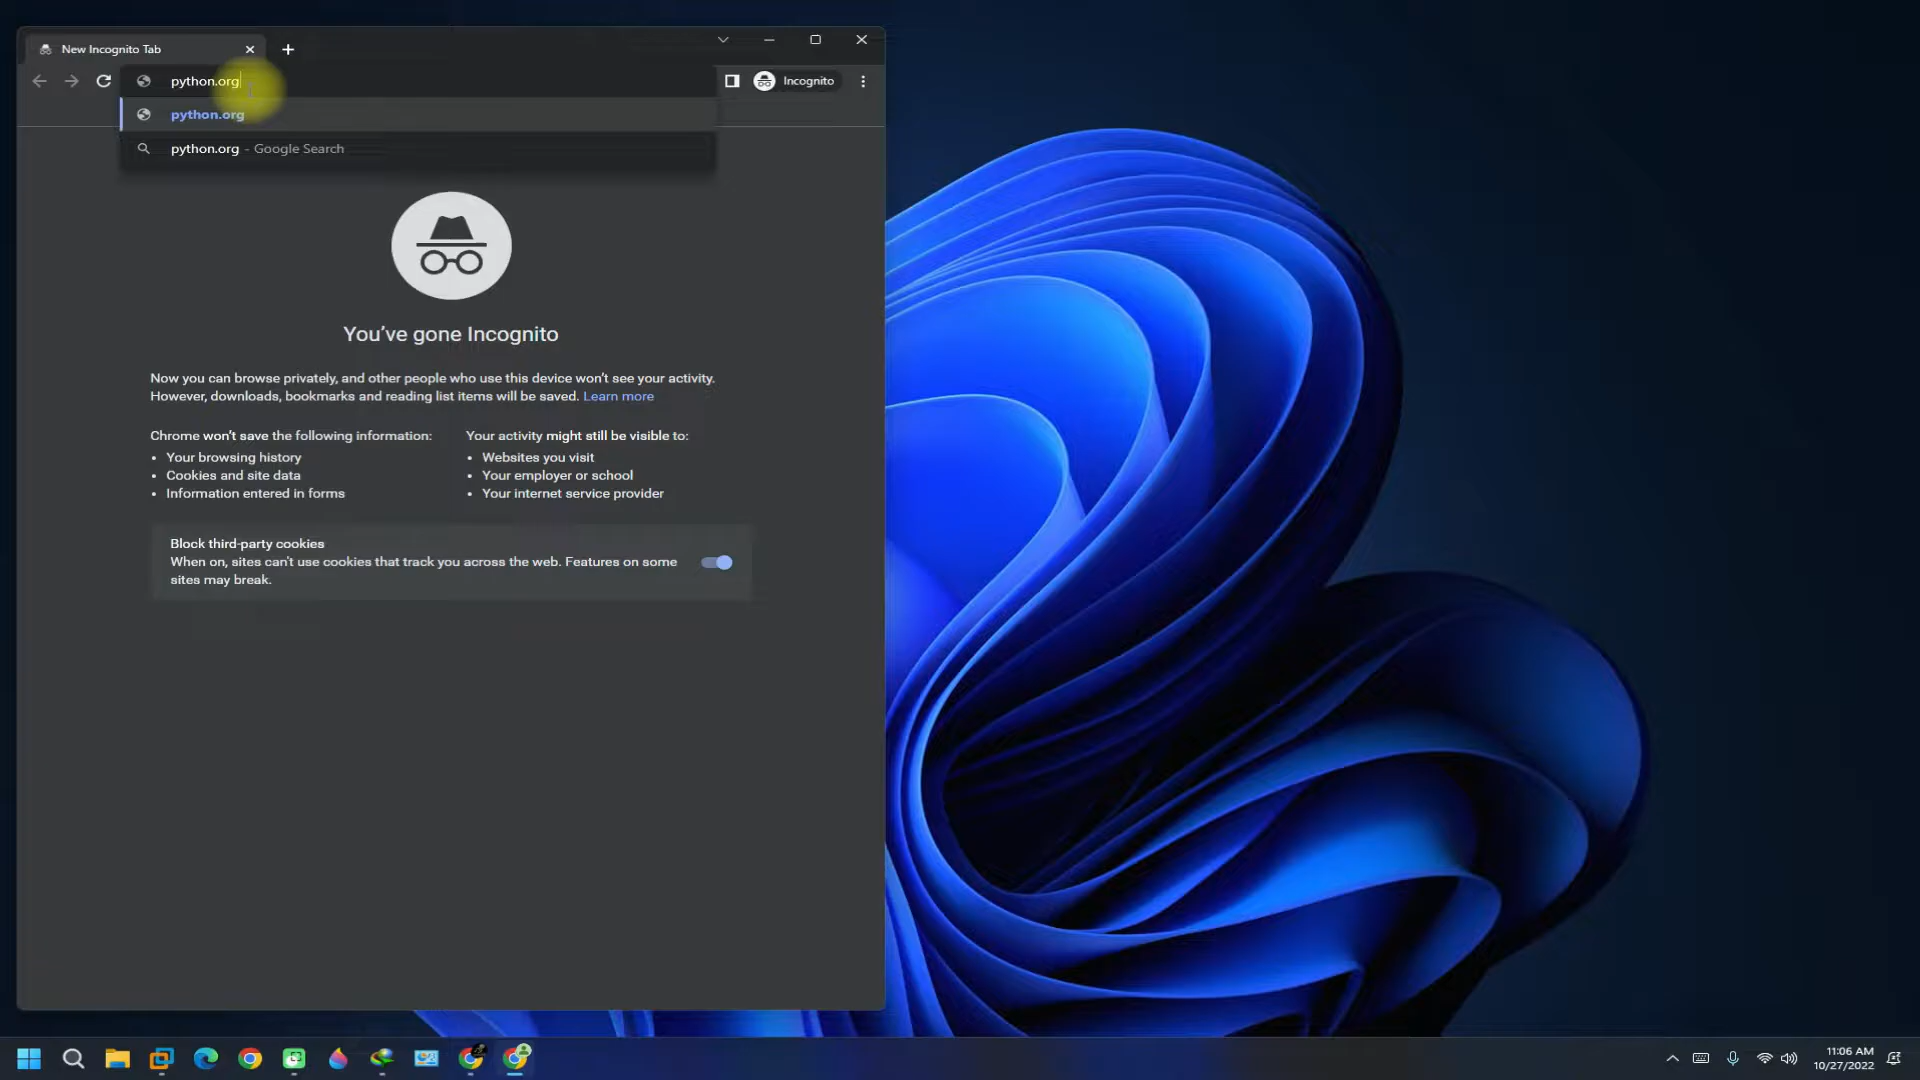 New Incognito Tab
python.org
Incognito
python.org
python.org - Google Search
You've gone Incognito
Now you can browse privately, and other people who use this device won't see your activity.
However, downloads, bookmarks and reading list items will be saved. Learn more
Chrome won't save the following information:
• Your browsing history
• Cookies and site data
• Information entered in forms
Your activity might still be visible to:
• Websites you visit
• Your employer or school
• Your internet service provider
Block third-party cookies
When on, sites can't use cookies that track you across the web. Features on some
sites may break.
11:06 AM
10/27/2022